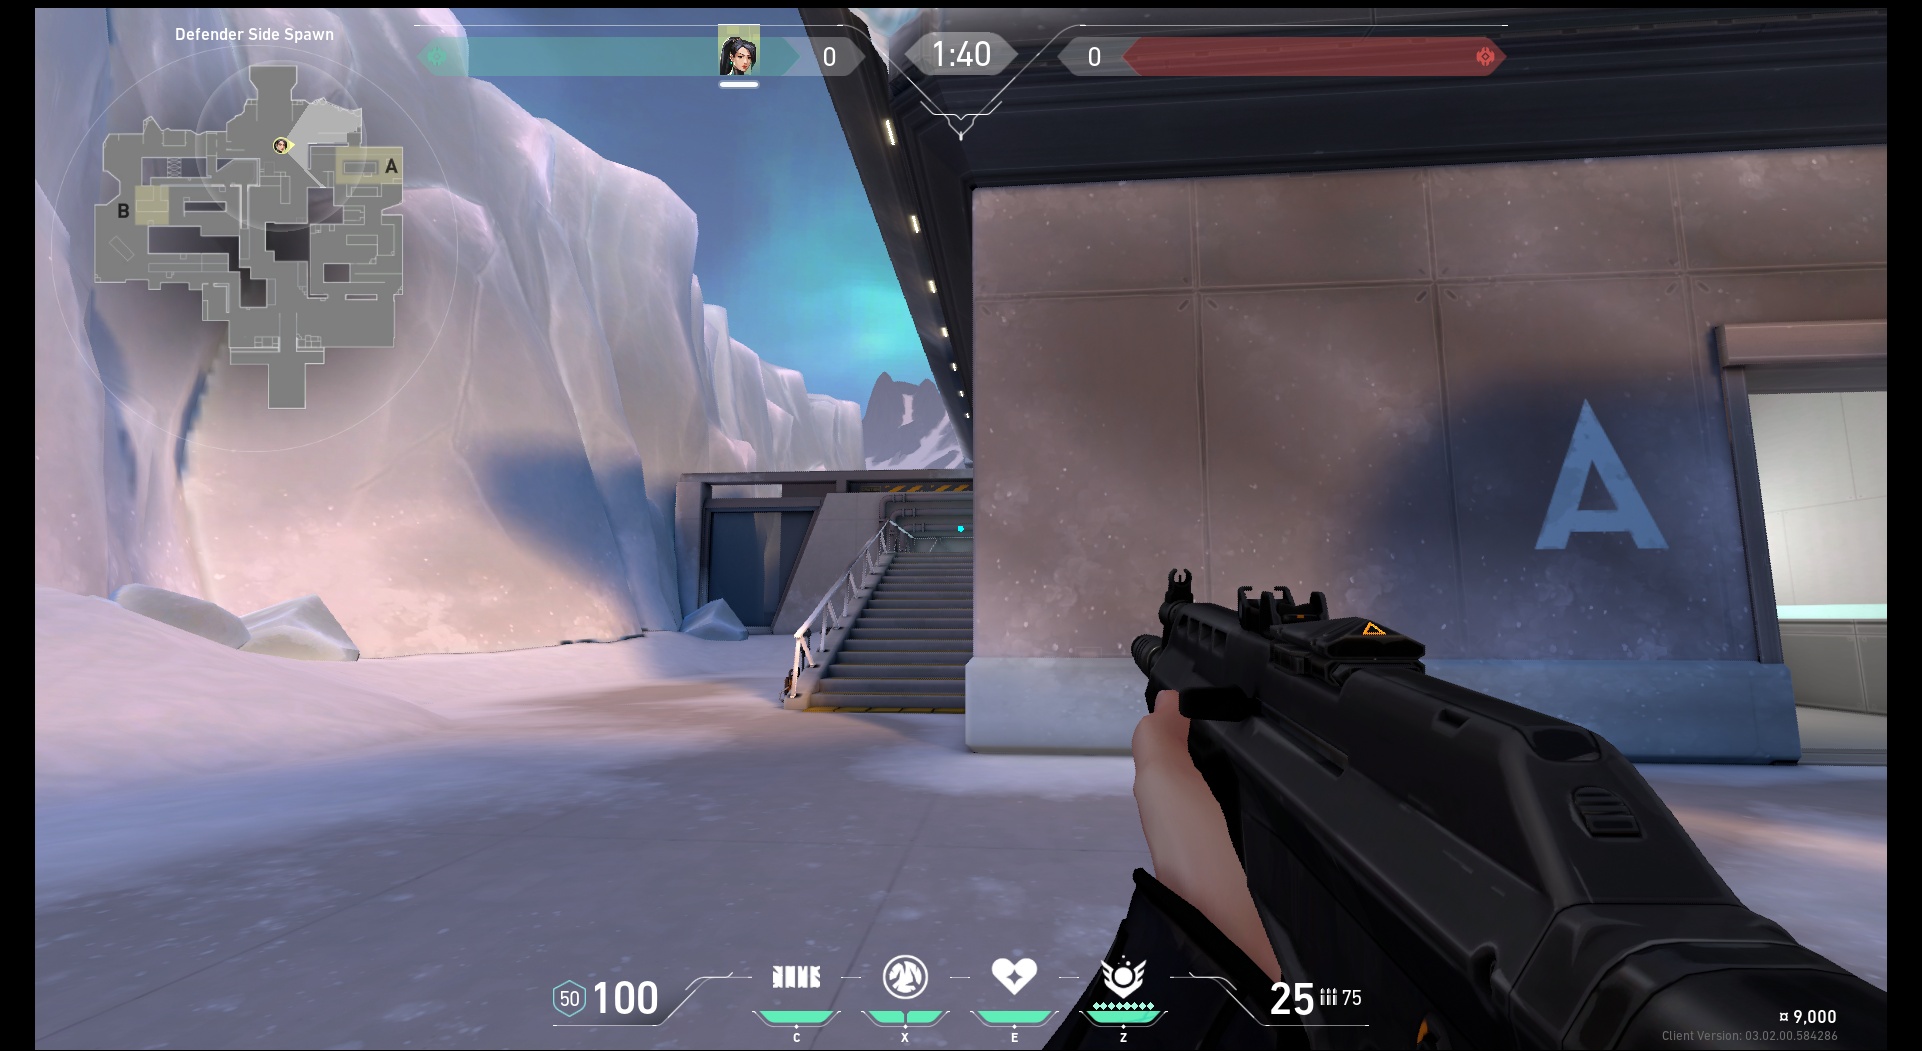 Defender Side Spawn
0
1:40
0
A
B
A
50 100
25 75
C
X
E
Z
¤ 9,000
Client Version: 03.02.00.584286